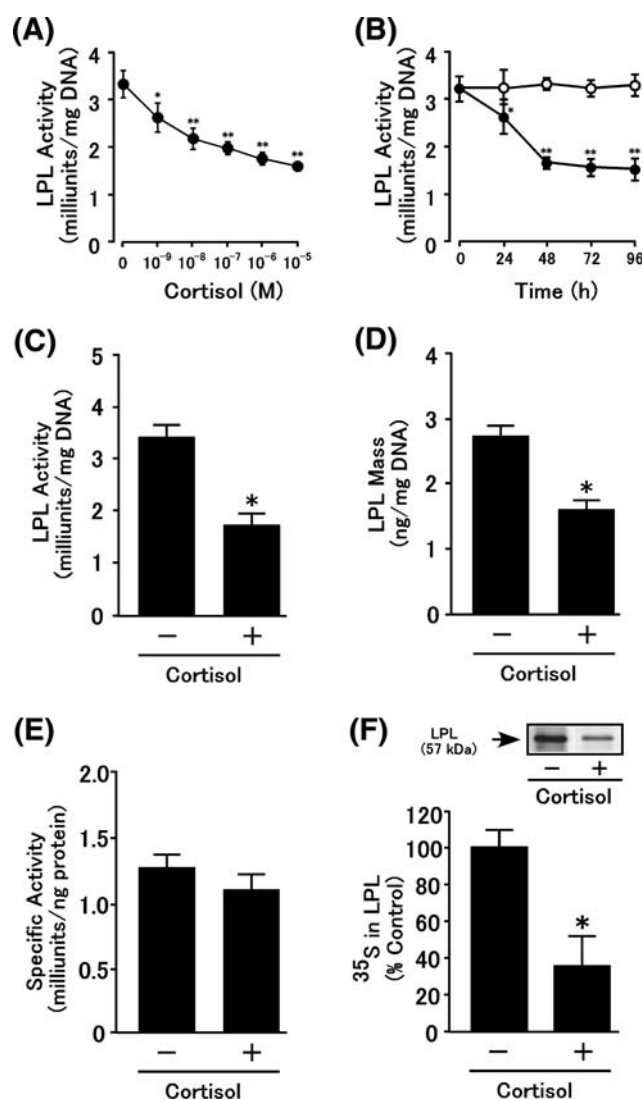 (A)
LPL Activity
(milliunits/mg DNA)
4
3
2
1
0
*
**
**
**
**
0 10⁻⁹ 10⁻⁸ 10⁻⁷ 10⁻⁶ 10⁻⁵
Cortisol (M)
(B)
LPL Activity
(milliunits/mg DNA)
4
3
2
1
0
*
**
**
**
0 24 48 72 96
Time (h)
(C)
LPL Activity
(milliunits/mg DNA)
5
4
3
2
1
0
*
− +
Cortisol
(D)
LPL Mass
(ng/mg DNA)
4
3
2
1
0
*
− +
Cortisol
(E)
Specific Activity
(milliunits/ng protein)
2.0
1.5
1.0
0.5
0
− +
Cortisol
(F)
LPL
(57 kDa)
− +
Cortisol
³⁵S in LPL
(% Control)
120
100
80
60
40
20
0
*
− +
Cortisol